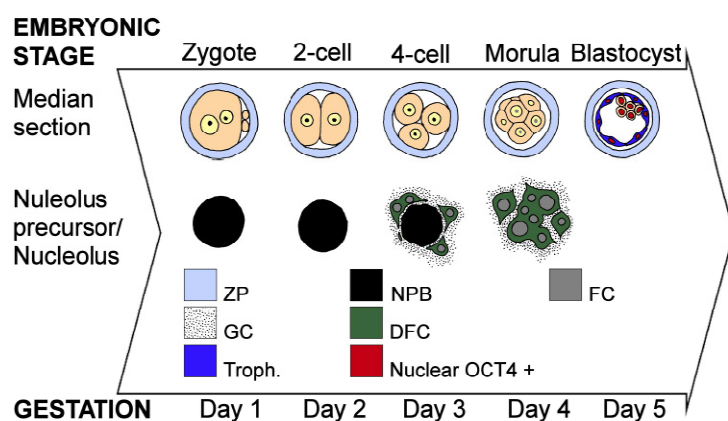 EMBRYONIC
STAGE
Zygote 2-cell 4-cell Morula Blastocyst
Median
section
Nuleolus
precursor/
Nucleolus
ZP NPB FC
GC DFC
Troph. Nuclear OCT4 +
GESTATION Day 1 Day 2 Day 3 Day 4 Day 5